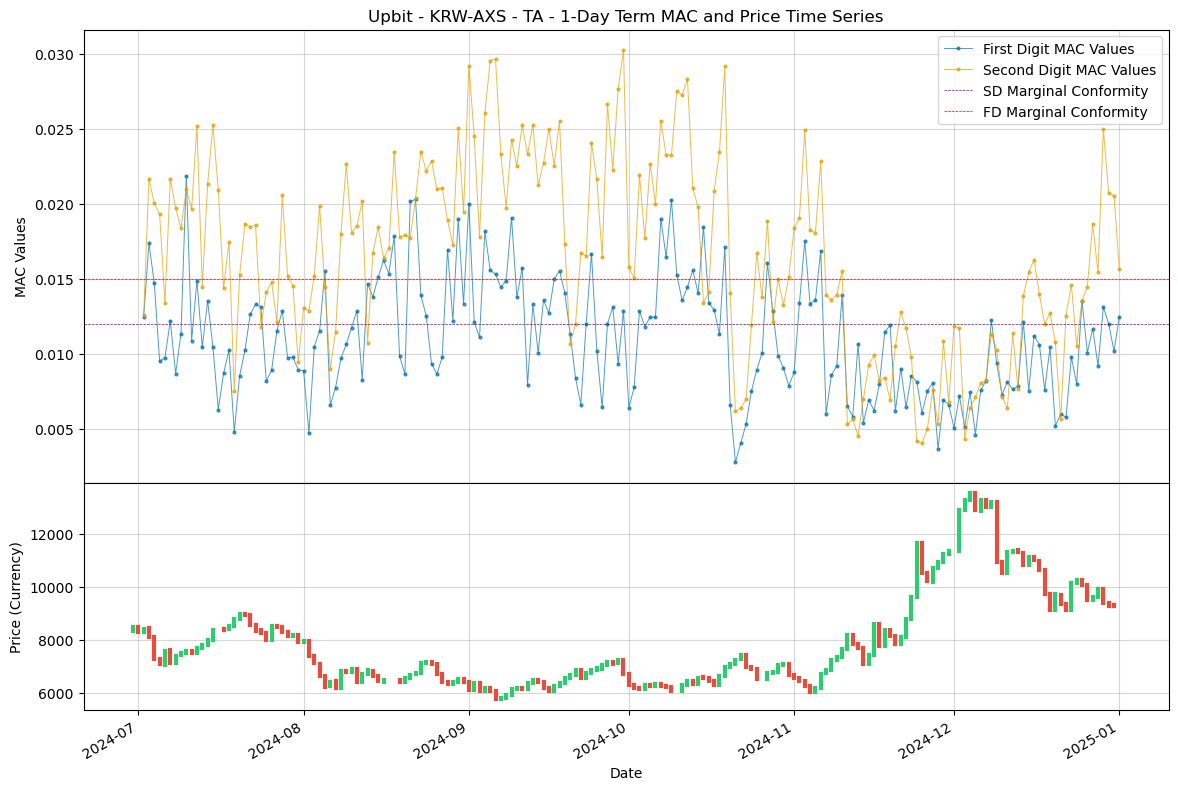 Upbit - KRW-AXS - TA - 1-Day Term MAC and Price Time Series
First Digit MAC Values
Second Digit MAC Values
SD Marginal Conformity
FD Marginal Conformity
MAC Values
0.030
0.025
0.020
0.015
0.010
0.005
Price (Currency)
12000
10000
8000
6000
2024-07
2024-08
2024-09
2024-10
2024-11
2024-12
2025-01
Date